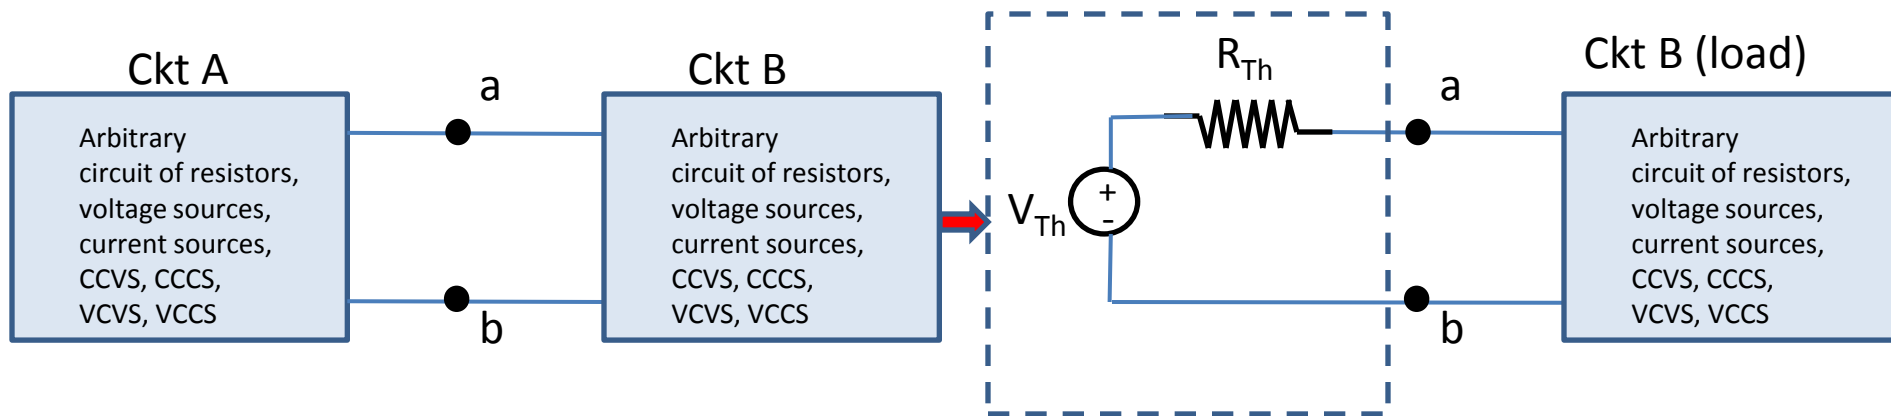 Ckt A
a
b
Arbitrary
circuit of resistors,
voltage sources,
current sources,
CCVS, CCCS,
VCVS, VCCS
Ckt B
Arbitrary
circuit of resistors,
voltage sources,
current sources,
CCVS, CCCS,
VCVS, VCCS
RTh
VTh
+
-
a
b
Ckt B (load)
Arbitrary
circuit of resistors,
voltage sources,
current sources,
CCVS, CCCS,
VCVS, VCCS